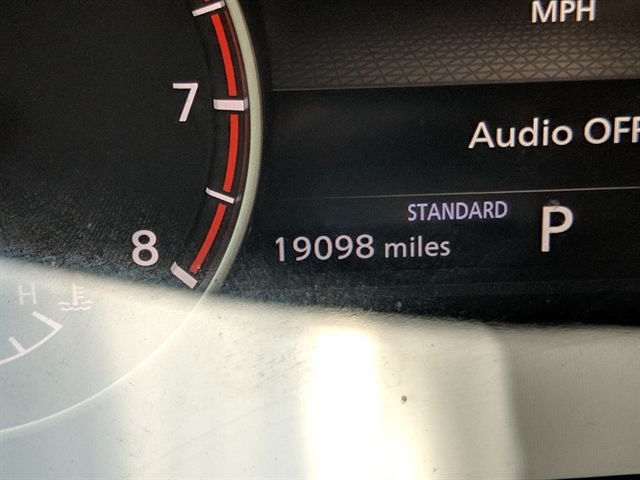 MPH
7
Audio OFF
STANDARD P
8 19098 miles
H